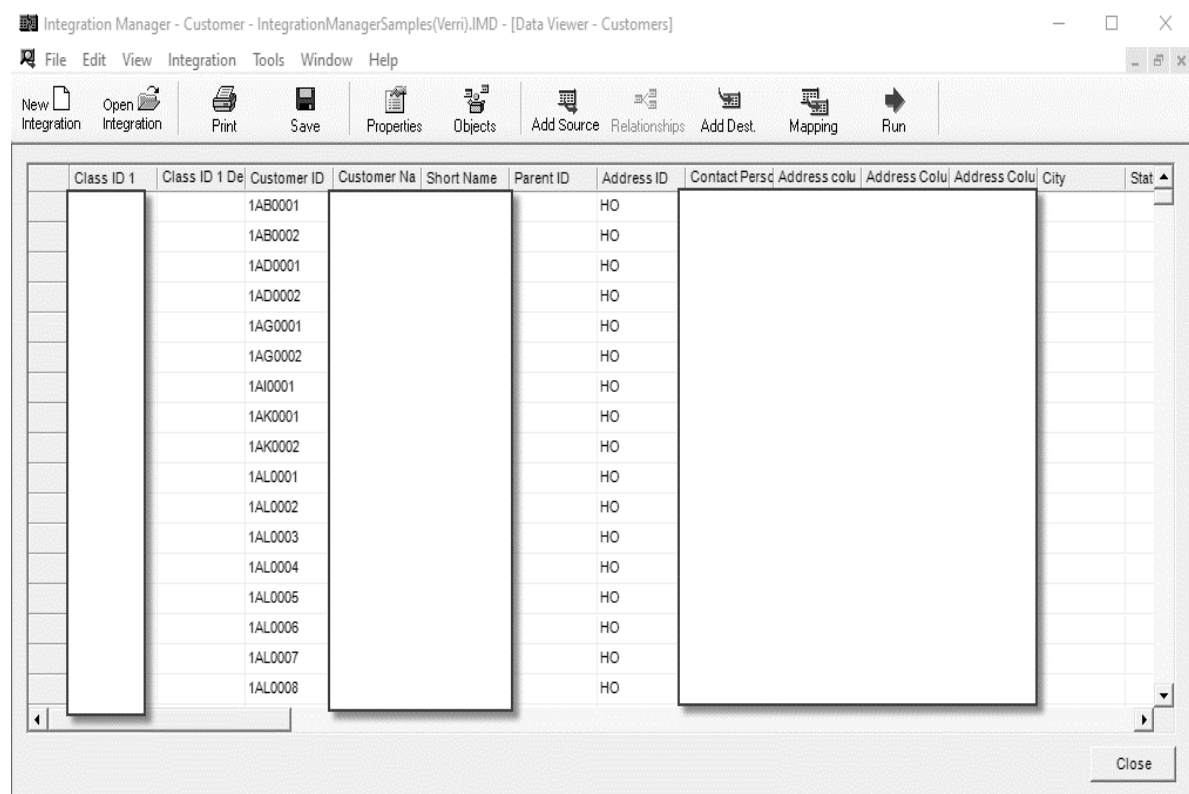 Integration Manager - Customer - IntegrationManagerSamples(Verri).IMD - [Data Viewer - Customers]
File Edit View Integration Tools Window Help
New Integration Open Integration Print Save Properties Objects Add Source Relationships Add Dest. Mapping Run
Class ID 1 Class ID 1 De Customer ID Customer Na Short Name Parent ID Address ID Contact Perso Address colu Address Colu Address Colu City Stat
1AB0001 HO
1AB0002 HO
1AD0001 HO
1AD0002 HO
1AG0001 HO
1AG0002 HO
1AI0001 HO
1AK0001 HO
1AK0002 HO
1AL0001 HO
1AL0002 HO
1AL0003 HO
1AL0004 HO
1AL0005 HO
1AL0006 HO
1AL0007 HO
1AL0008 HO
Close